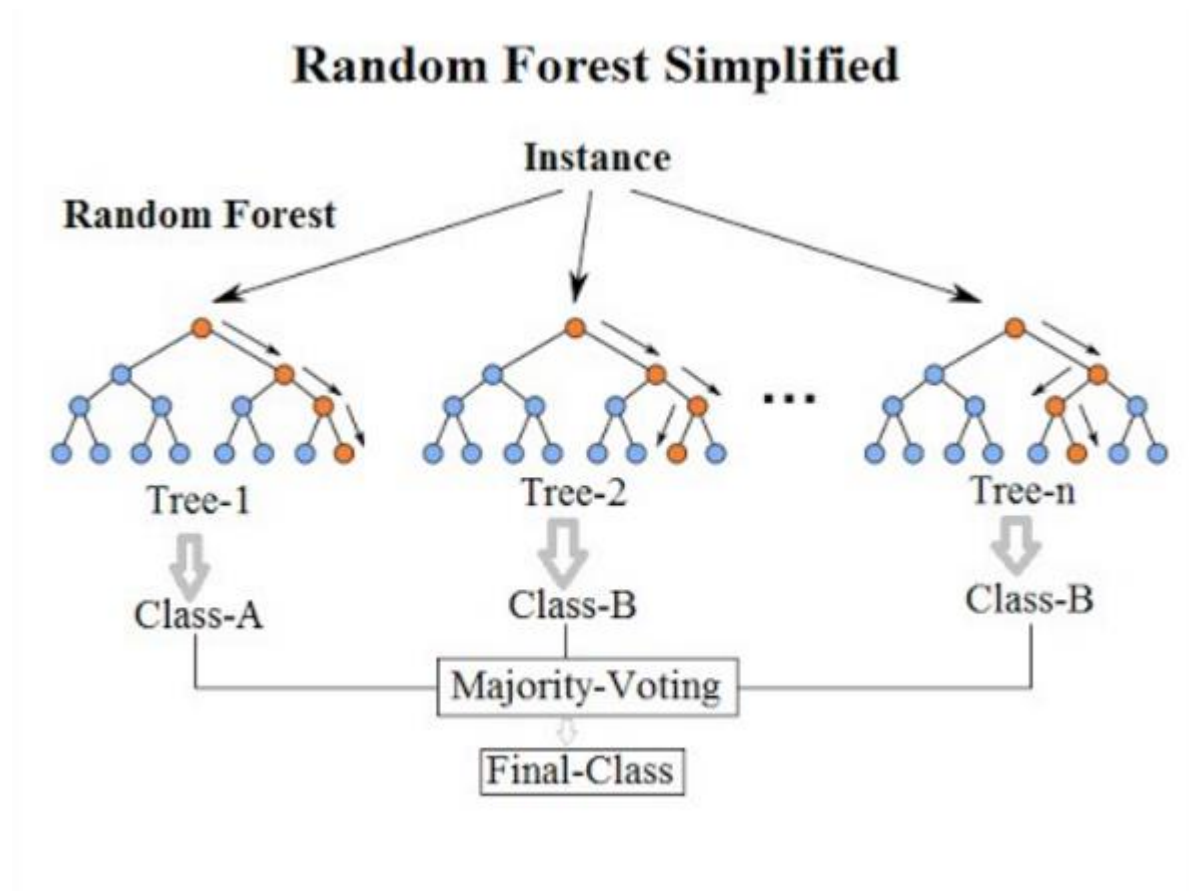 Random Forest Simplified
Instance
Random Forest
...
Tree-1 Tree-2 Tree-n
Class-A Class-B Class-B
Majority-Voting
Final-Class